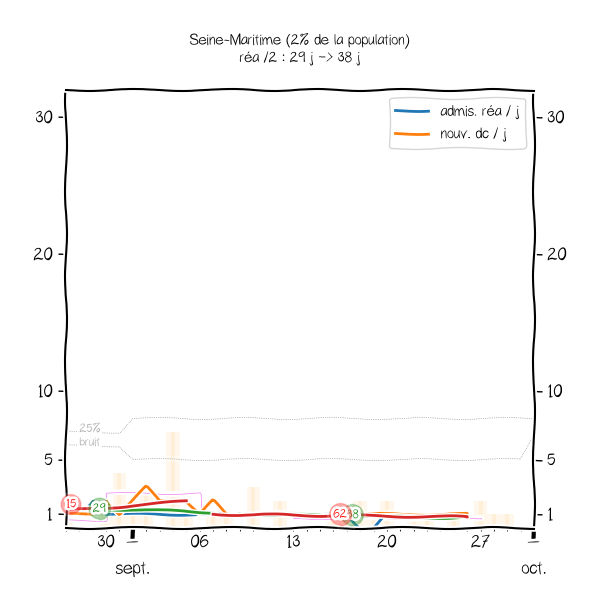 Seine-Maritime (2% de la population)
réa /2 : 29 j -> 38 j
admis. réa / j
nouv. dc / j
30 30
20 20
10 10
25%
bruit
5 5
15 29 62 8
1 1
30 06 13 20 27
sept. oct.